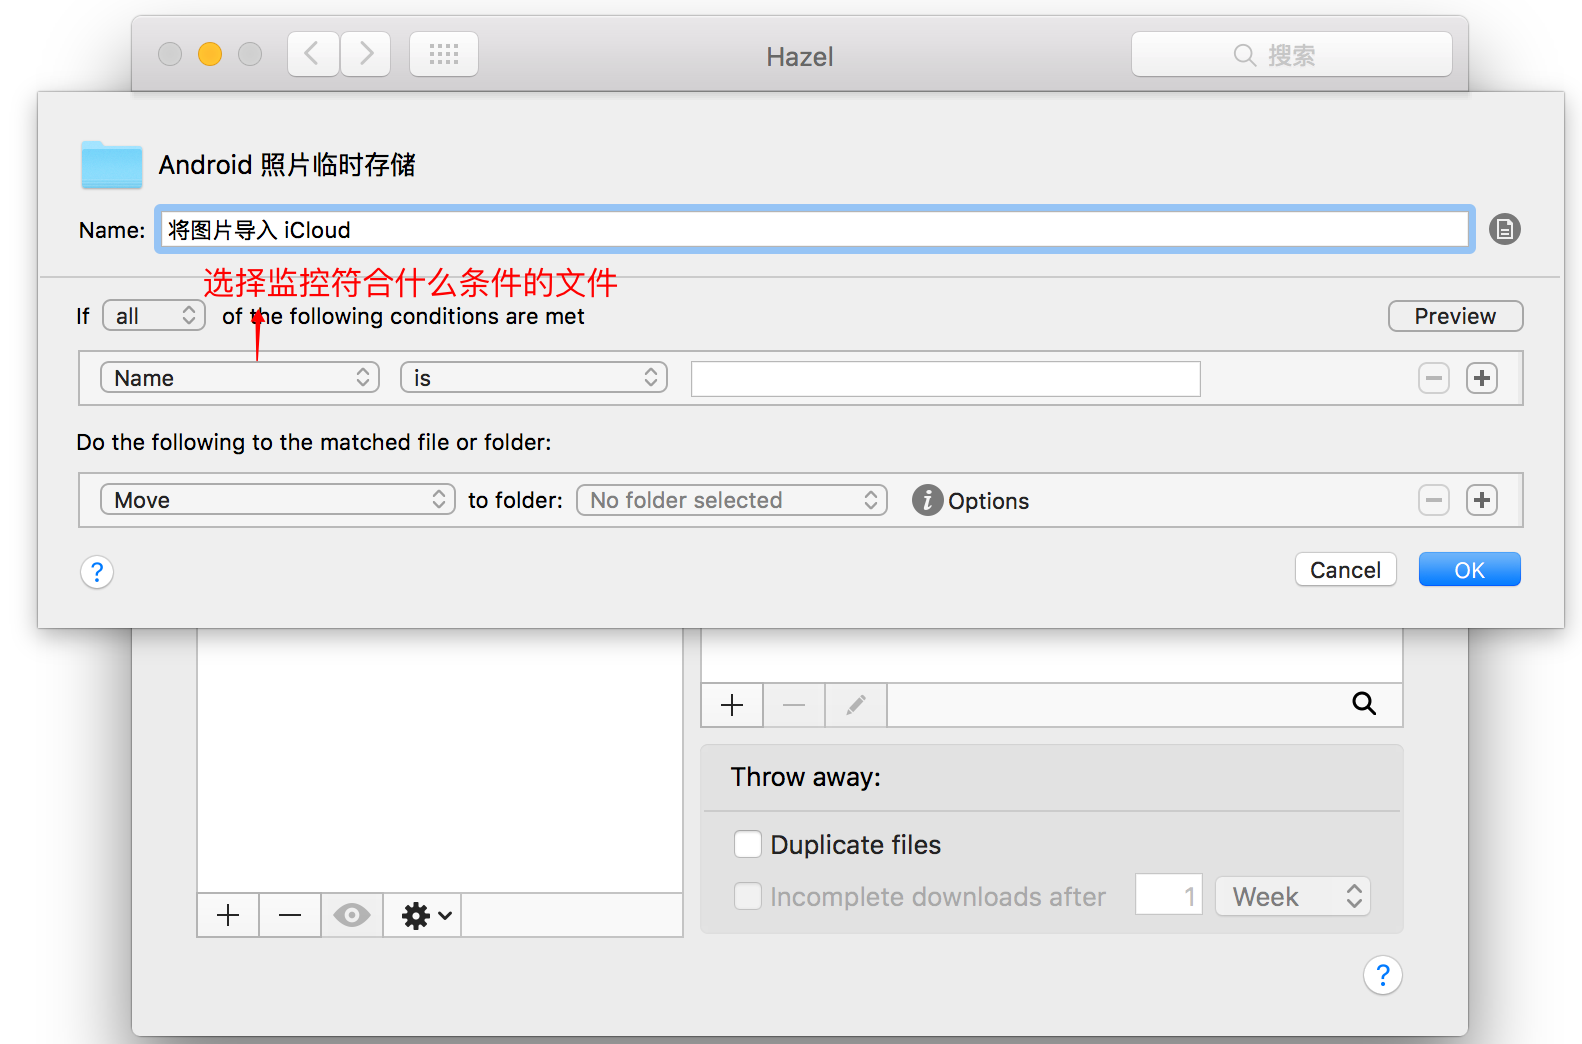 Hazel
搜索
Android 照片临时存储
Name: 将图片导入 iCloud
选择监控符合什么条件的文件
If all of the following conditions are met Preview
Name is
Do the following to the matched file or folder:
Move to folder: No folder selected i Options
? Cancel OK
Throw away:
Duplicate files
Incomplete downloads after 1 Week
?